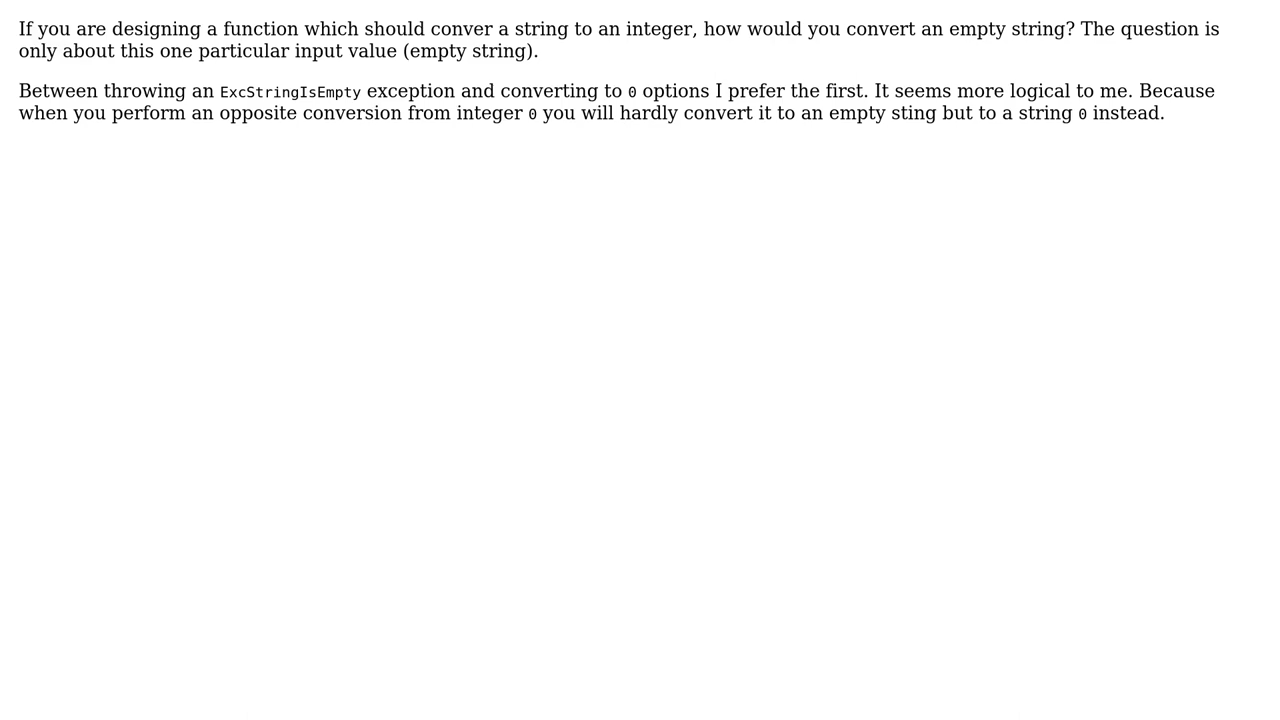 If you are designing a function which should conver a string to an integer, how would you convert an empty string? The question is
only about this one particular input value (empty string).
Between throwing an ExcStringIsEmpty exception and converting to 0 options I prefer the first. It seems more logical to me. Because
when you perform an opposite conversion from integer 0 you will hardly convert it to an empty sting but to a string 0 instead.